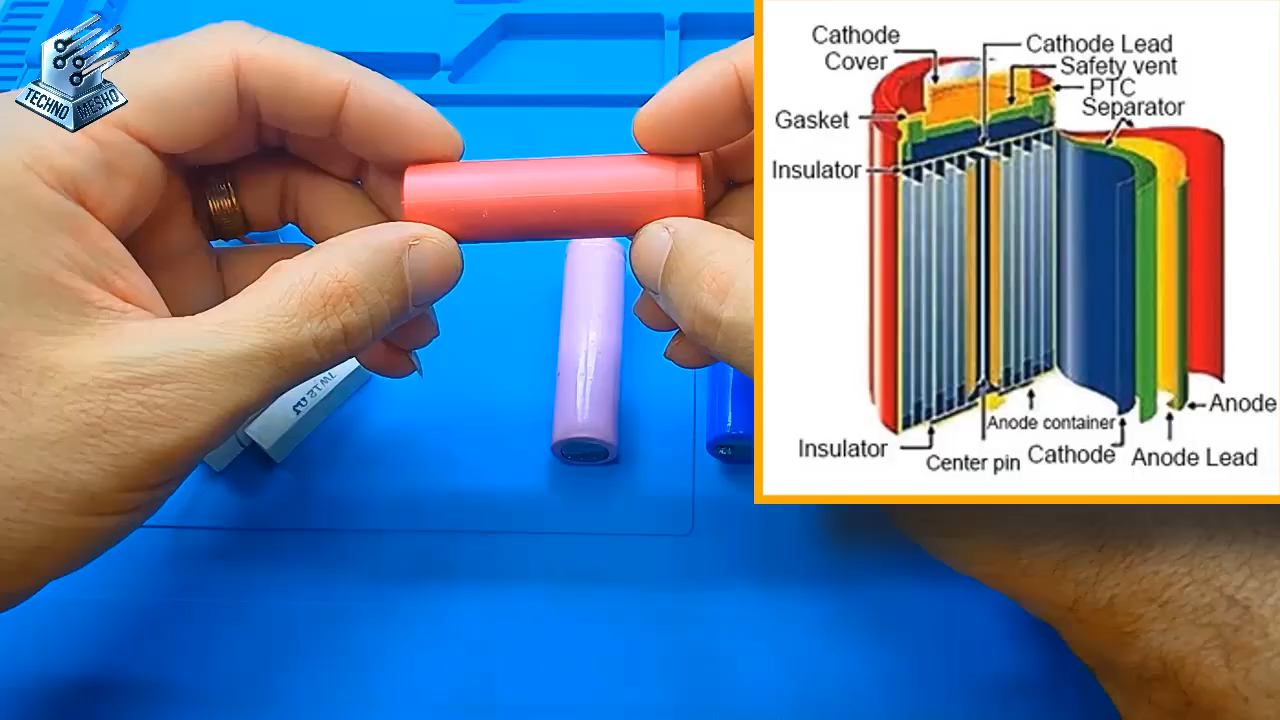 TECHNO
MESHO
7W1SΩJ
Cathode
Cover
Cathode Lead
Safety vent
PTC
Separator
Gasket
Insulator
Anode
Anode container
Insulator
Center pin
Cathode
Anode Lead